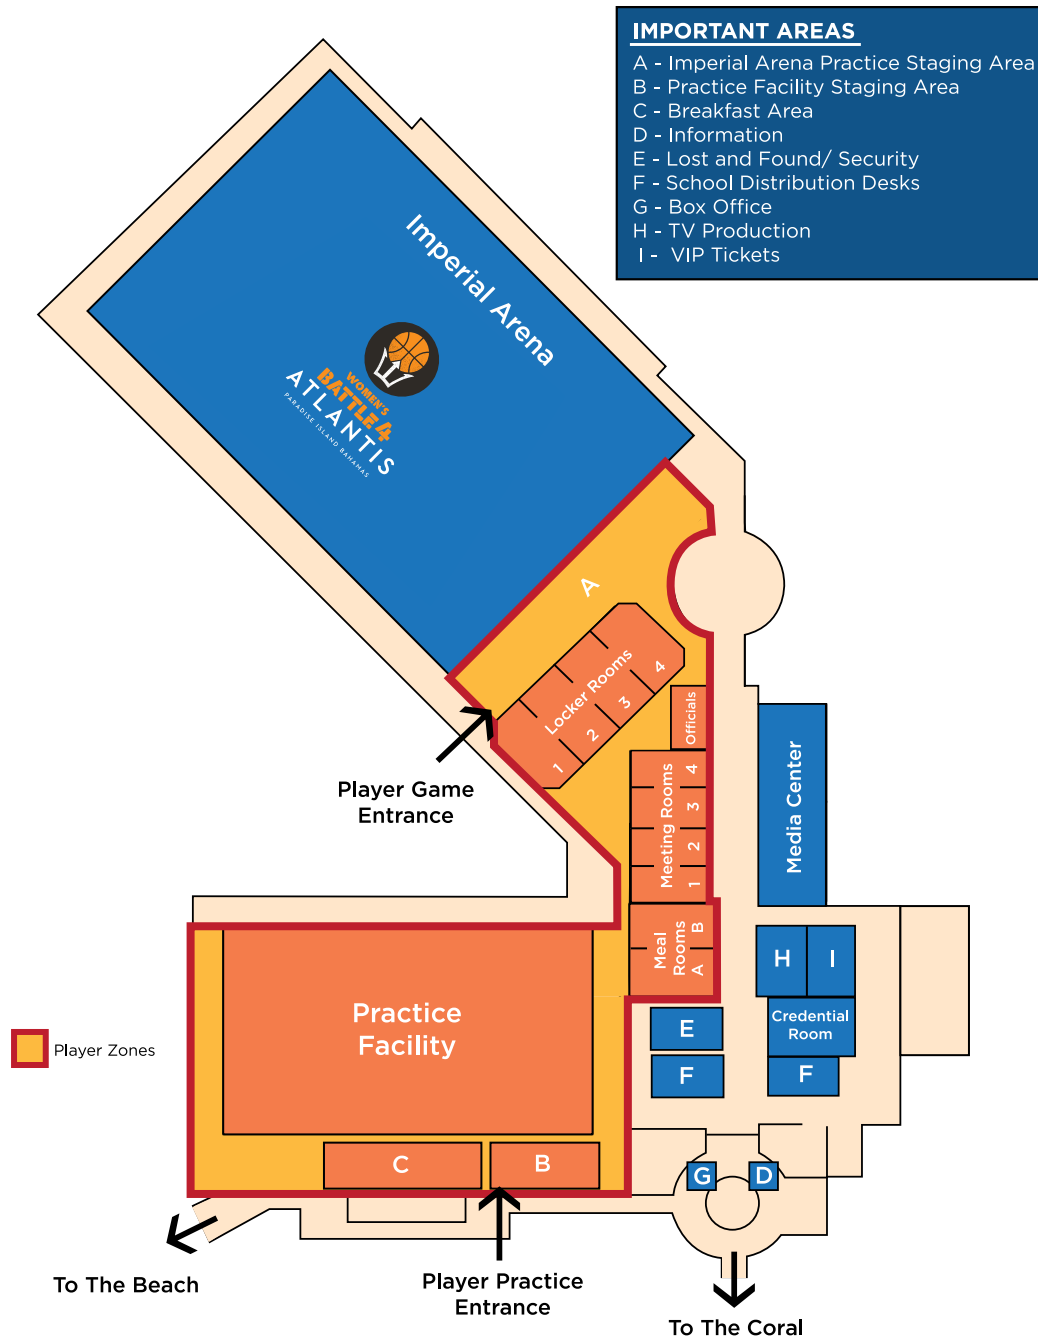 IMPORTANT AREAS
A - Imperial Arena Practice Staging Area
B - Practice Facility Staging Area
C - Breakfast Area
D - Information
E - Lost and Found/ Security
F - School Distribution Desks
G - Box Office
H - TV Production
I - VIP Tickets
Imperial Arena
WOMEN'S
BATTLE 4
ATLANTIS
PARADISE ISLAND BAHAMAS
A
Locker Rooms
1
2
3
4
Officials
Player Game
Entrance
Meeting Rooms
4
3
2
1
Media Center
Meal
Rooms
B
A
H
I
Practice
Facility
Credential
Room
E
F
F
Player Zones
C
B
G
D
To The Beach
Player Practice
Entrance
To The Coral